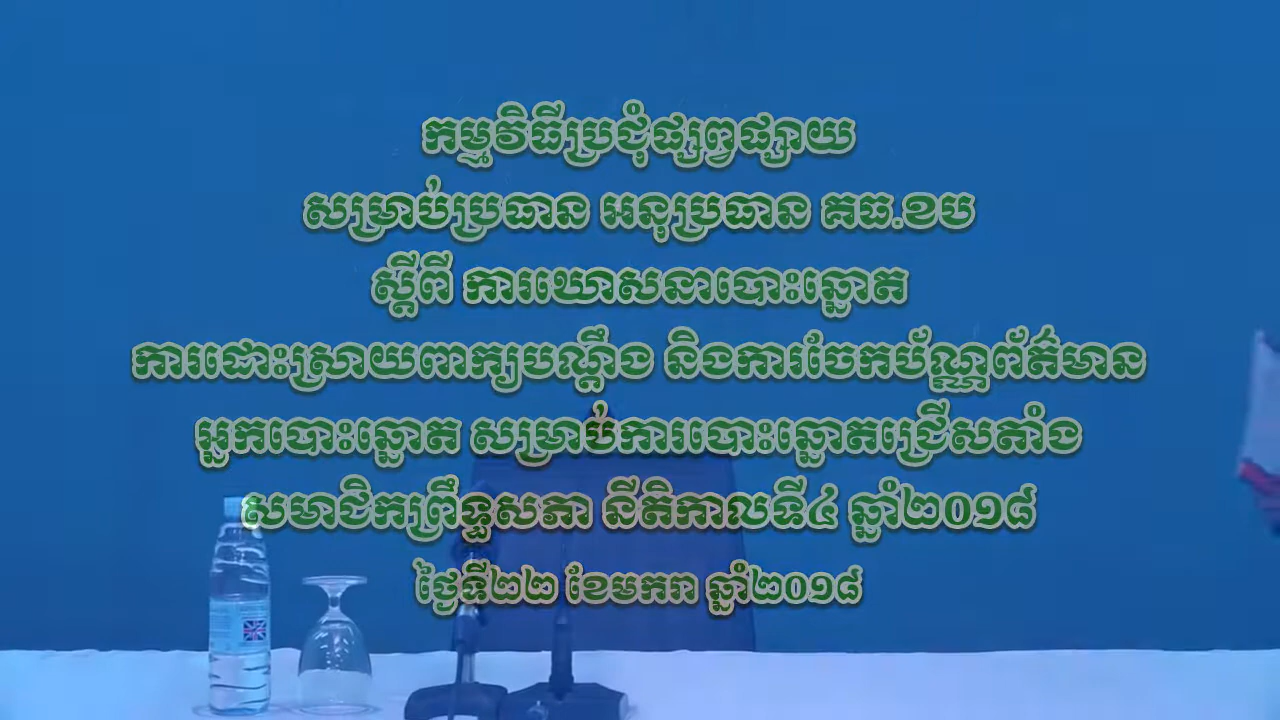 កម្មវិធីប្រជុំផ្សព្វផ្សាយ
សម្រាប់ប្រធាន អនុប្រធាន គធ.ខប
ស្តីពី ការឃោសនាបោះឆ្នោត
ការដោះស្រាយពាក្យបណ្តឹង និងការចែកប័ណ្ណព័ត៌មាន
អ្នកបោះឆ្នោត សម្រាប់ការបោះឆ្នោតជ្រើសតាំង
សមាជិកព្រឹទ្ធសភា នីតិកាលទី៤ ឆ្នាំ២០១៨
ថ្ងៃទី២២ ខែមករា ឆ្នាំ២០១៨